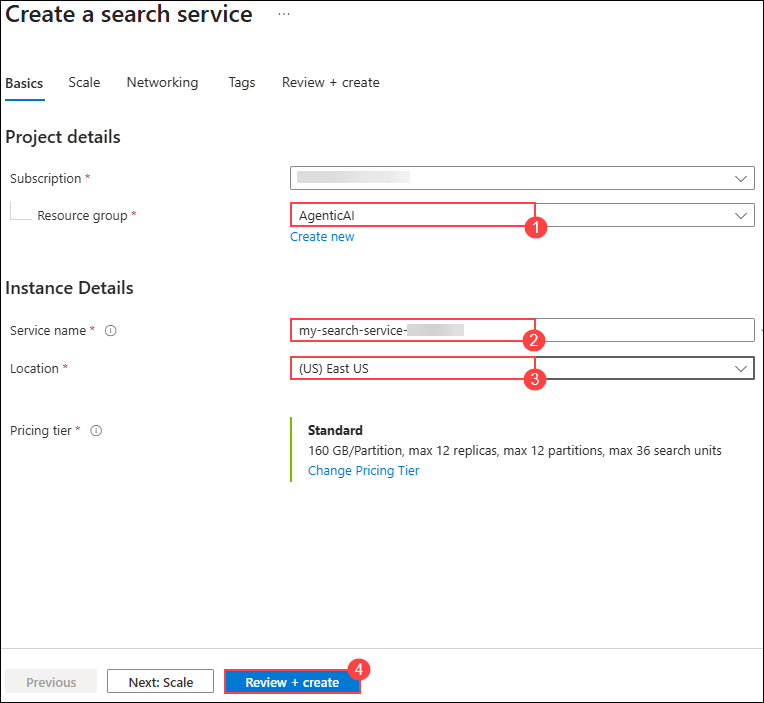 Create a search service ...
Basics Scale Networking Tags Review + create
Project details
Subscription *
Resource group * AgenticAI
1
Create new
Instance Details
Service name * my-search-service-
2
Location * (US) East US
3
Pricing tier * Standard
160 GB/Partition, max 12 replicas, max 12 partitions, max 36 search units
Change Pricing Tier
4
Previous Next: Scale Review + create